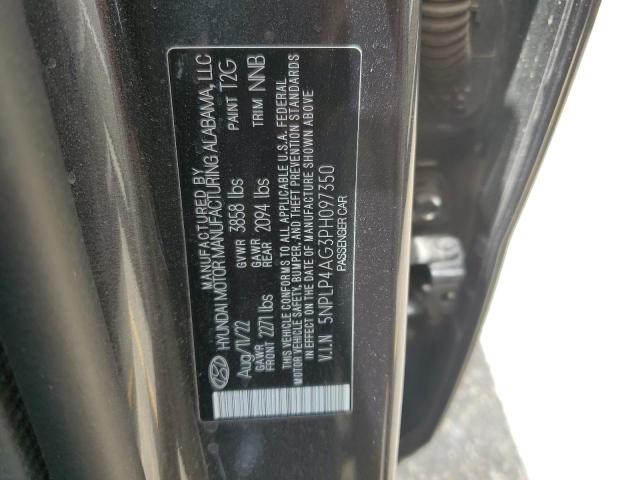 MANUFACTURED BY
HYUNDAI MOTOR MANUFACTURING ALABAMA, LLC
Aug/11/22 GVWR 3858 lbs PAINT T2G
GAWR FRONT 2271 lbs GAWR REAR 2094 lbs TRIM NNB
THIS VEHICLE CONFORMS TO ALL APPLICABLE U.S.A. FEDERAL
MOTOR VEHICLE SAFETY, BUMPER, AND THEFT PREVENTION STANDARDS
IN EFFECT ON THE DATE OF MANUFACTURE SHOWN ABOVE
V.I.N 5NPLP4AG3PH097350
PASSENGER CAR